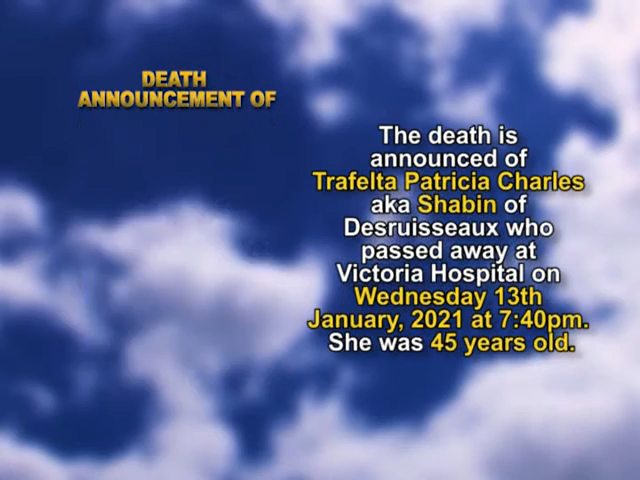 DEATH
ANNOUNCEMENT OF
The death is
announced of
Trafelta Patricia Charles
aka Shabin of
Desruisseaux who
passed away at
Victoria Hospital on
Wednesday 13th
January, 2021 at 7:40pm.
She was 45 years old.